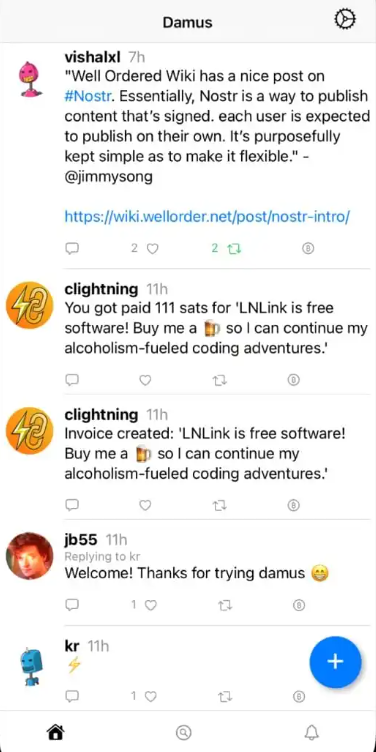 Damus
vishalxl 7h
"Well Ordered Wiki has a nice post on
#Nostr. Essentially, Nostr is a way to publish
content that's signed. each user is expected
to publish on their own. It's purposefully
kept simple as to make it flexible." -
@jimmysong
https://wiki.wellorder.net/post/nostr-intro/
2 2
clightning 11h
You got paid 111 sats for 'LNLink is free
software! Buy me a 🍺 so I can continue my
alcoholism-fueled coding adventures.'
clightning 11h
Invoice created: 'LNLink is free software!
Buy me a 🍺 so I can continue my
alcoholism-fueled coding adventures.'
jb55 11h
Replying to kr
Welcome! Thanks for trying damus 😁
1
kr 11h
⚡
1